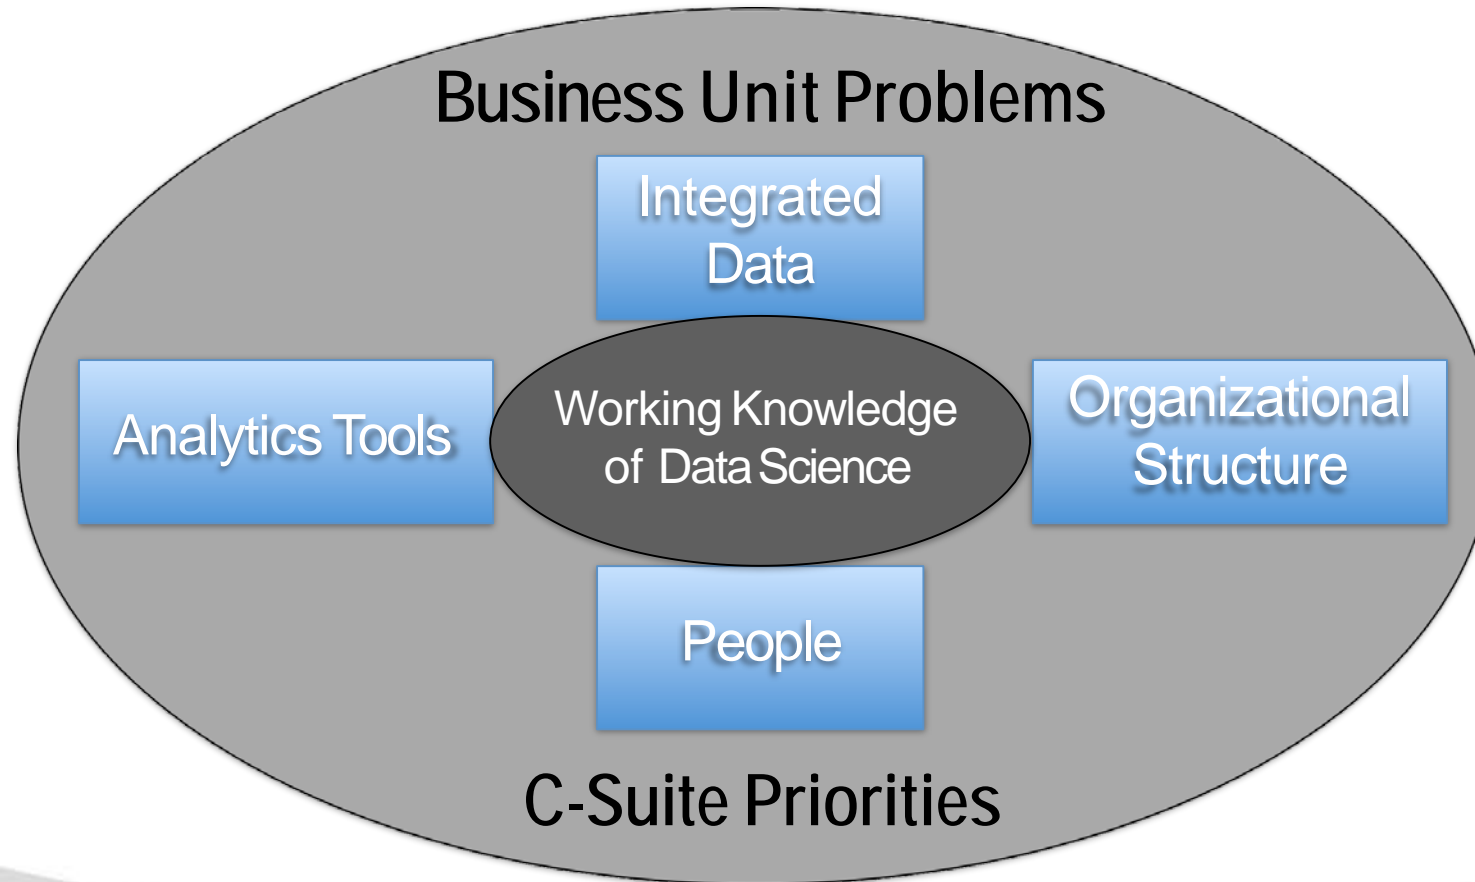 Business Unit Problems
Integrated
Data
Analytics Tools
Working Knowledge
of Data Science
Organizational
Structure
People
C-Suite Priorities